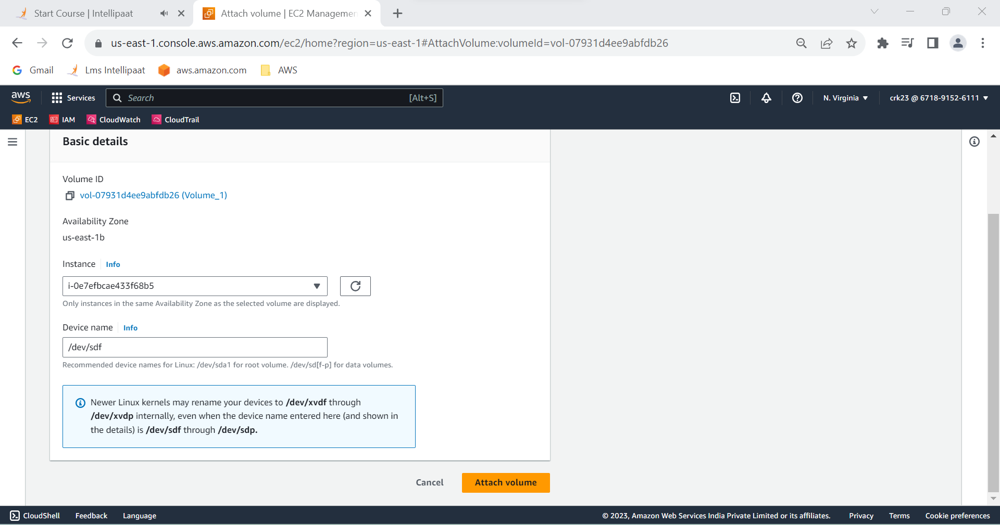 Start Course | Intellipaat
Attach volume | EC2 Managemen
us-east-1.console.aws.amazon.com/ec2/home?region=us-east-1#AttachVolume:volumeId=vol-07931d4ee9abfdb26
Gmail Lms Intellipaat aws.amazon.com AWS
aws Services Search [Alt+S] N. Virginia crk23 @ 6718-9152-6111
EC2 IAM CloudWatch CloudTrail
Basic details
Volume ID
vol-07931d4ee9abfdb26 (Volume_1)
Availability Zone
us-east-1b
Instance Info
i-0e7efbcae433f68b5
Only instances in the same Availability Zone as the selected volume are displayed.
Device name Info
/dev/sdf
Recommended device names for Linux: /dev/sda1 for root volume. /dev/sd[f-p] for data volumes.
Newer Linux kernels may rename your devices to /dev/xvdf through
/dev/xvdp internally, even when the device name entered here (and shown in
the details) is /dev/sdf through /dev/sdp.
Cancel Attach volume
CloudShell Feedback Language © 2023, Amazon Web Services India Private Limited or its affiliates. Privacy Terms Cookie preferences